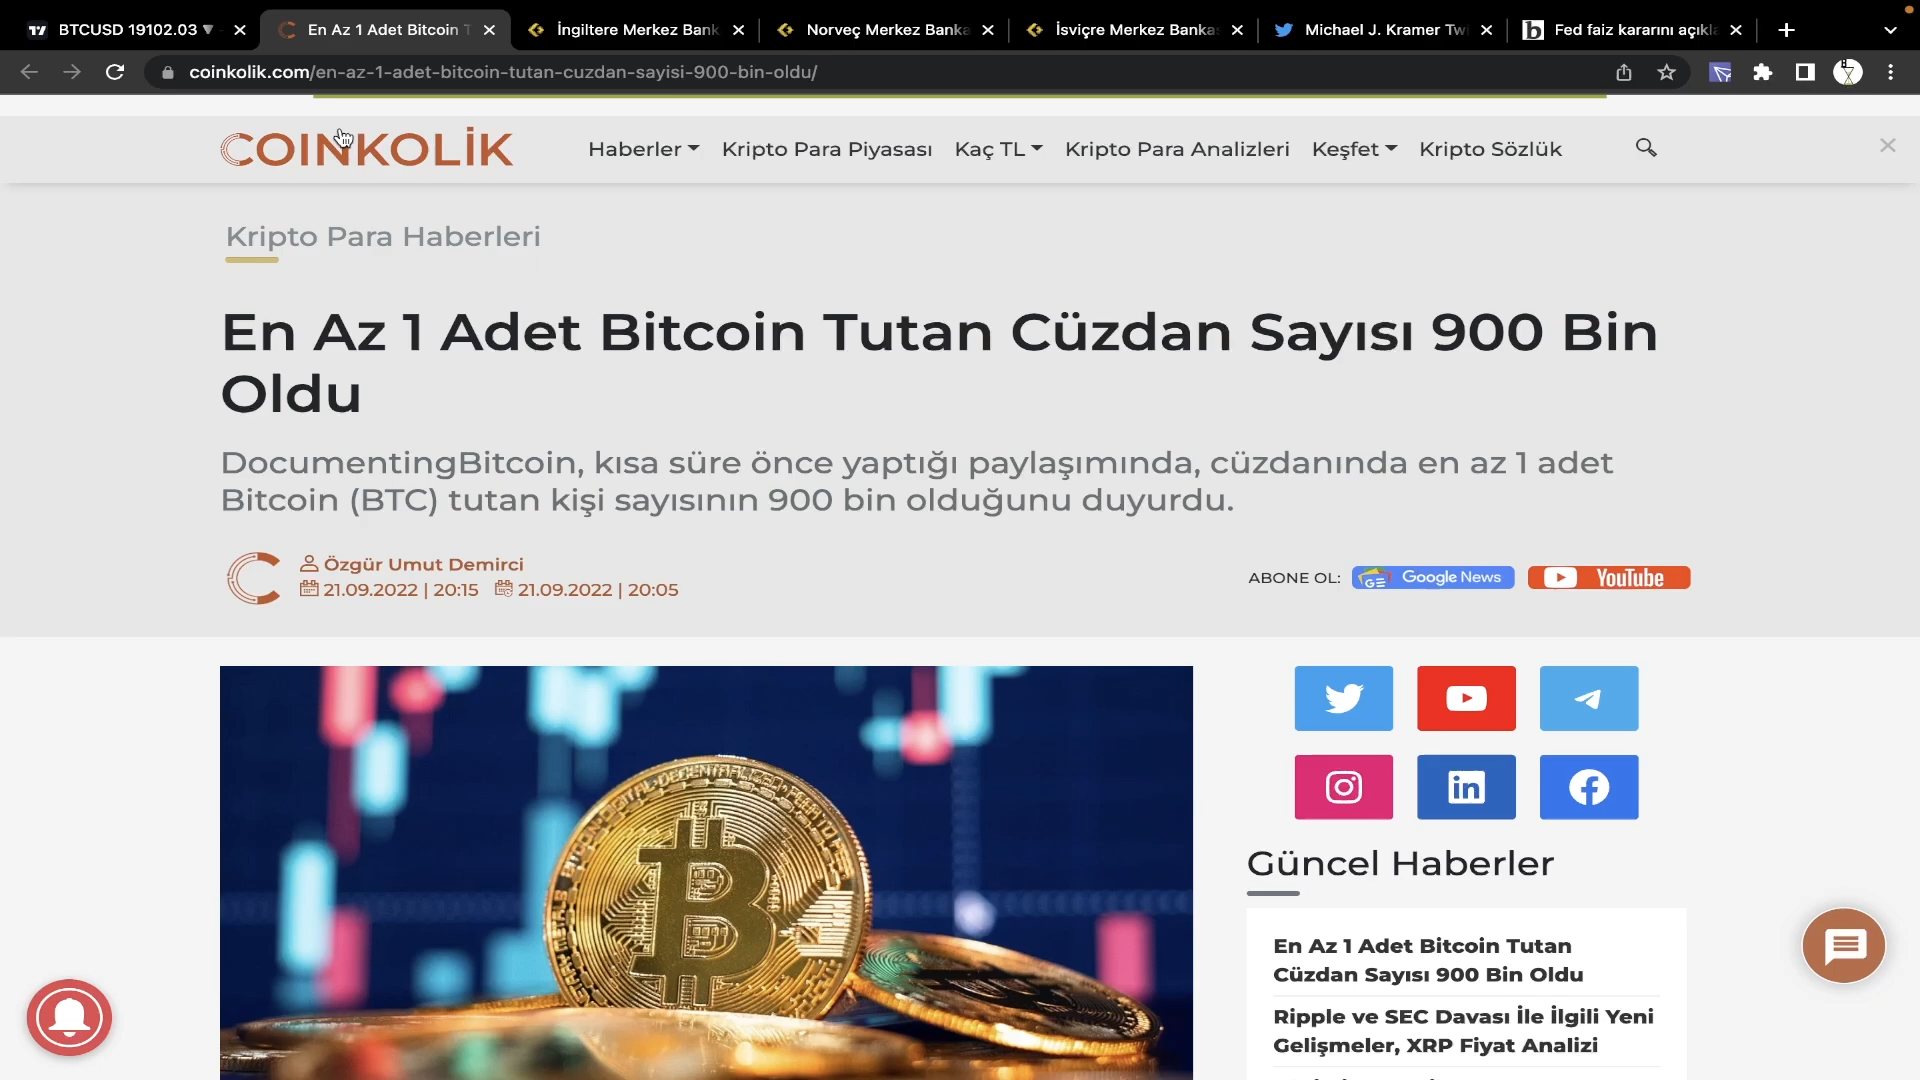 BTCUSD 19102.03
En Az 1 Adet Bitcoin T
İngiltere Merkez Bank
Norveç Merkez Banka
İsviçre Merkez Bankas
Michael J. Kramer Twi
Fed faiz kararını açıkla
coinkolik.com/en-az-1-adet-bitcoin-tutan-cuzdan-sayisi-900-bin-oldu/
COINKOLİK
Haberler
Kripto Para Piyasası
Kaç TL
Kripto Para Analizleri
Keşfet
Kripto Sözlük
Kripto Para Haberleri
En Az 1 Adet Bitcoin Tutan Cüzdan Sayısı 900 Bin
Oldu
DocumentingBitcoin, kısa süre önce yaptığı paylaşımında, cüzdanında en az 1 adet
Bitcoin (BTC) tutan kişi sayısının 900 bin olduğunu duyurdu.
Özgür Umut Demirci
21.09.2022 | 20:15 21.09.2022 | 20:05
ABONE OL:
GE Google News
YouTube
Güncel Haberler
En Az 1 Adet Bitcoin Tutan
Cüzdan Sayısı 900 Bin Oldu
Ripple ve SEC Davası İle İlgili Yeni
Gelişmeler, XRP Fiyat Analizi